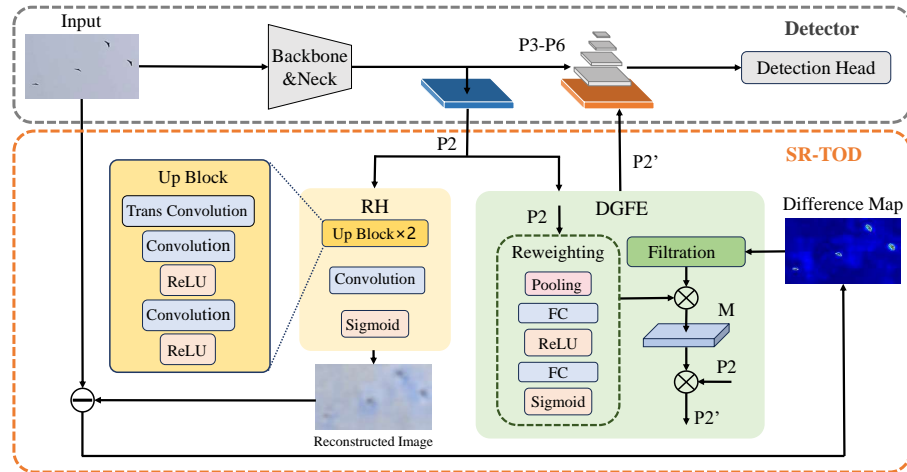 Input
Detector
Backbone
&Neck
P3-P6
Detection Head
P2
P2’
SR-TOD
Up Block
Trans Convolution
Convolution
ReLU
Convolution
ReLU
RH
Up Block×2
Convolution
Sigmoid
Reconstructed Image
P2
DGFE
Reweighting
Pooling
FC
ReLU
FC
Sigmoid
Filtration
M
P2
P2’
Difference Map